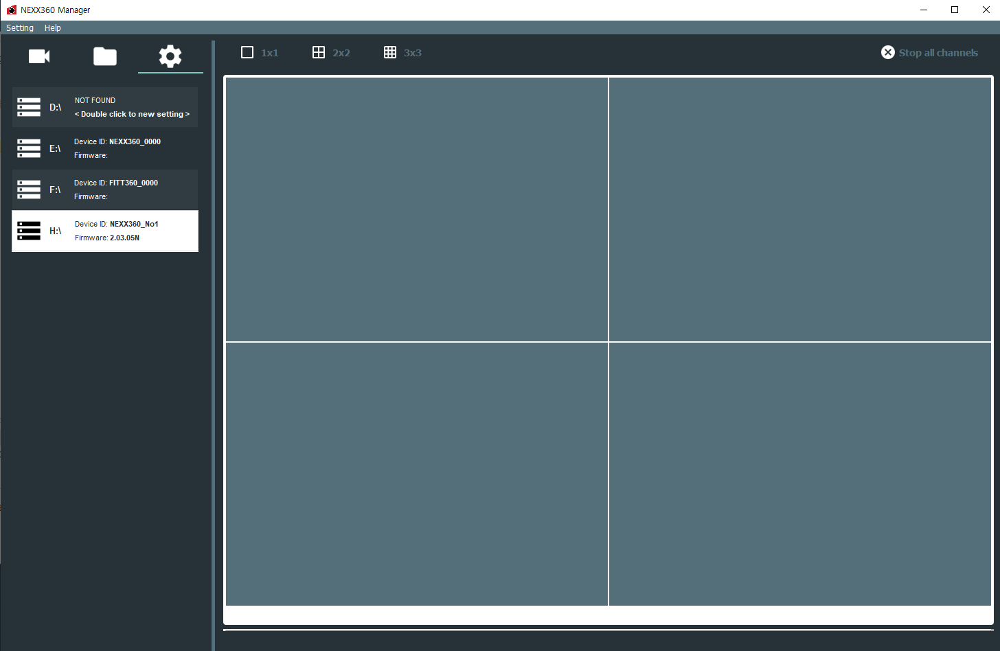 NEXX360 Manager
Setting Help
1x1 2x2 3x3 Stop all channels
D:\ NOT FOUND
< Double click to new setting >
E:\ Device ID: NEXX360_0000
Firmware:
F:\ Device ID: FITT360_0000
Firmware:
H:\ Device ID: NEXX360_No1
Firmware: 2.03.05N